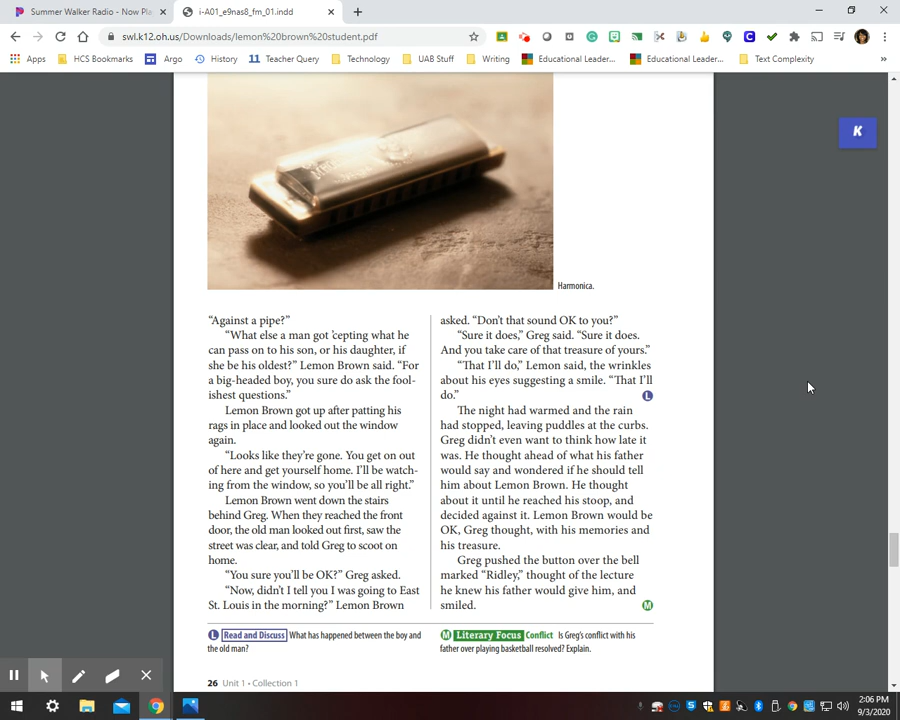 Summer Walker Radio - Now Pla
i-A01_e9nas8_fm_01.indd
swl.k12.oh.us/Downloads/lemon%20brown%20student.pdf
Apps
HCS Bookmarks
Argo
History
11 Teacher Query
Technology
UAB Stuff
Writing
Educational Leader...
Educational Leader...
Text Complexity
K
Harmonica.
“Against a pipe?”
“What else a man got ’cepting what he
can pass on to his son, or his daughter, if
she be his oldest?” Lemon Brown said. “For
a big-headed boy, you sure do ask the fool-
ishest questions.”
Lemon Brown got up after patting his
rags in place and looked out the window
again.
“Looks like they’re gone. You get on out
of here and get yourself home. I’ll be watch-
ing from the window, so you’ll be all right.”
Lemon Brown went down the stairs
behind Greg. When they reached the front
door, the old man looked out first, saw the
street was clear, and told Greg to scoot on
home.
“You sure you’ll be OK?” Greg asked.
“Now, didn’t I tell you I was going to East
St. Louis in the morning?” Lemon Brown
asked. “Don’t that sound OK to you?”
“Sure it does,” Greg said. “Sure it does.
And you take care of that treasure of yours.”
“That I’ll do,” Lemon said, the wrinkles
about his eyes suggesting a smile. “That I’ll
do.” L
The night had warmed and the rain
had stopped, leaving puddles at the curbs.
Greg didn’t even want to think how late it
was. He thought ahead of what his father
would say and wondered if he should tell
him about Lemon Brown. He thought
about it until he reached his stoop, and
decided against it. Lemon Brown would be
OK, Greg thought, with his memories and
his treasure.
Greg pushed the button over the bell
marked “Ridley,” thought of the lecture
he knew his father would give him, and
smiled. M
L Read and Discuss What has happened between the boy and
the old man?
M Literary Focus Conflict Is Greg’s conflict with his
father over playing basketball resolved? Explain.
26 Unit 1 • Collection 1
2:06 PM
9/3/2020